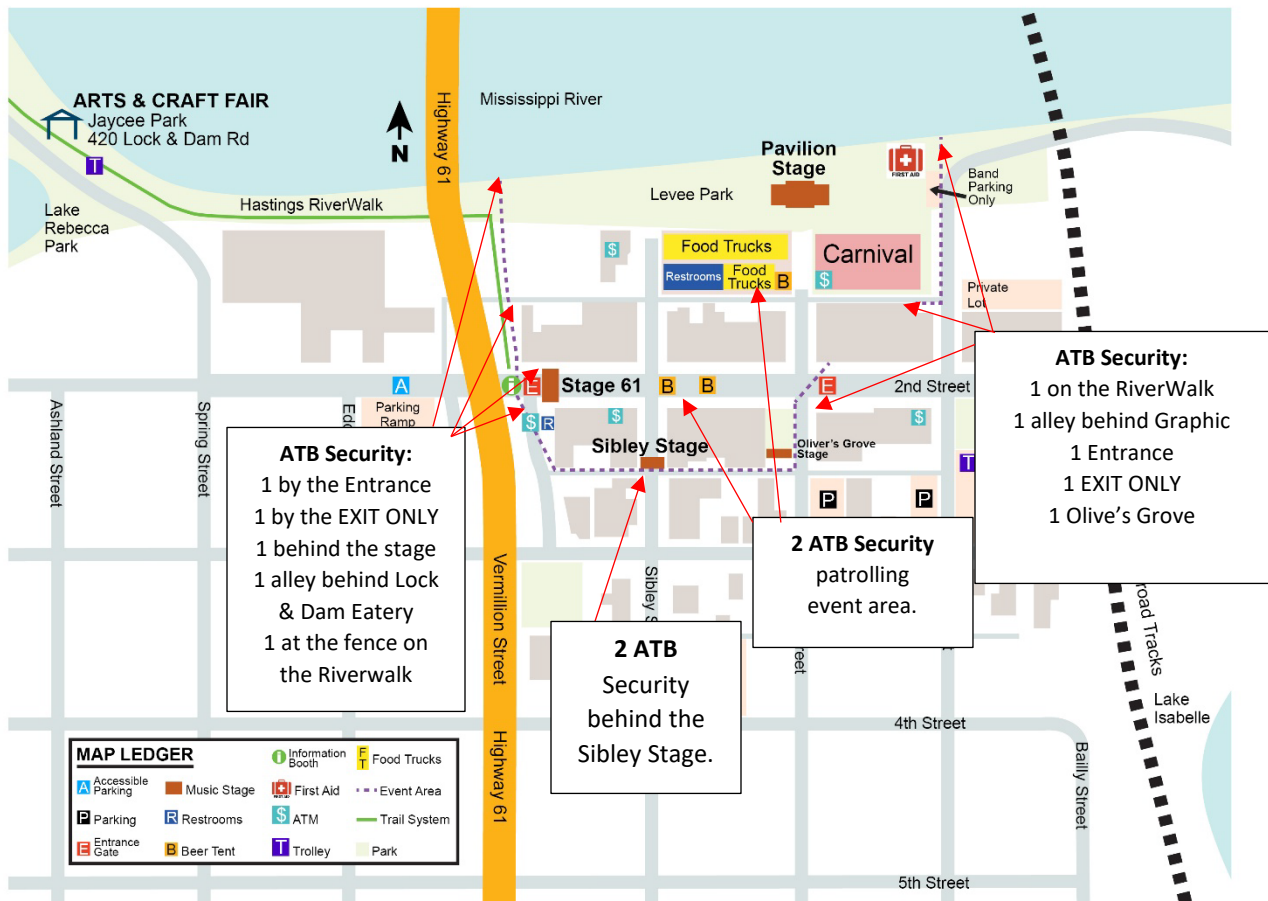 ARTS & CRAFT FAIR
Jaycee Park
420 Lock & Dam Rd
T
N
Highway 61
Mississippi River
Pavilion
Stage
FIRST AID
Band
Parking
Only
Levee Park
Hastings RiverWalk
Lake
Rebecca
Park
$
Food Trucks
Restrooms
Food
Trucks
B
Carnival
$
Private
Lot
A
Parking
Ramp
i
E
Stage 61
B
B
E
2nd Street
$
R
$
$
Sibley Stage
Oliver's Grove
Stage
T
P
P
Ashland Street
Spring Street
Edd
ATB Security:
1 by the Entrance
1 by the EXIT ONLY
1 behind the stage
1 alley behind Lock
& Dam Eatery
1 at the fence on
the Riverwalk
Vermillion Street
Highway 61
Sibley S
2 ATB
Security
behind the
Sibley Stage.
2 ATB Security
patrolling
event area.
treet
ATB Security:
1 on the RiverWalk
1 alley behind Graphic
1 Entrance
1 EXIT ONLY
1 Olive's Grove
road Tracks
Lake
Isabelle
4th Street
Bailly Street
5th Street
MAP LEDGER
i Information
Booth
F
T
Food Trucks
A Accessible
Parking
Music Stage
FIRST AID
First Aid
Event Area
P Parking
R Restrooms
$ ATM
Trail System
E Entrance
Gate
B Beer Tent
T Trolley
Park